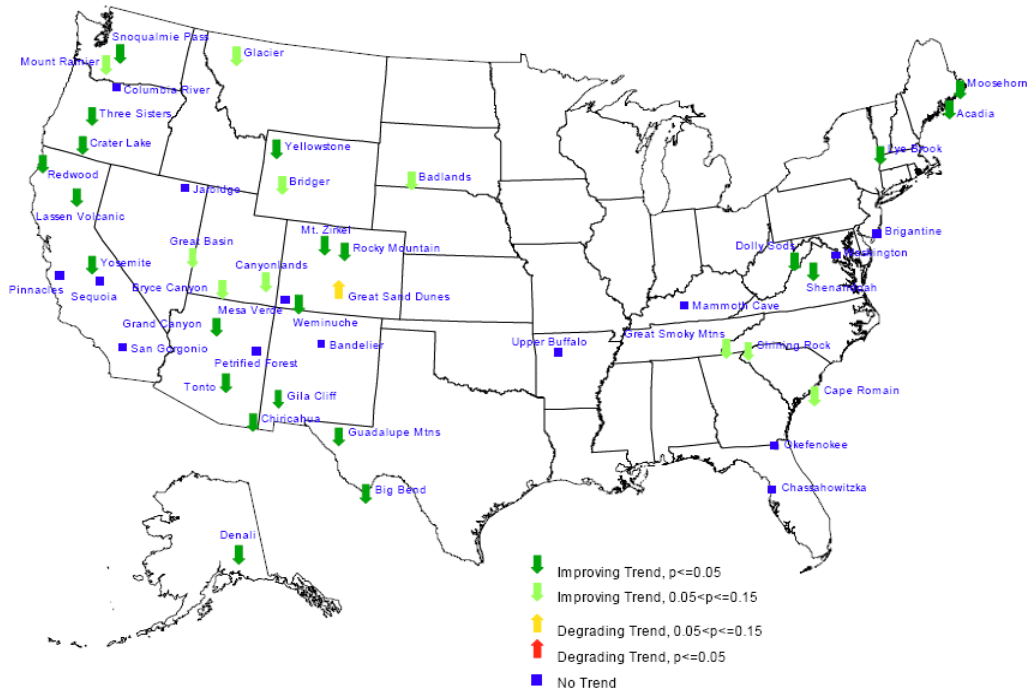 Snoqualmie Pass
Glacier
Mount Rainier
Columbia River
Moosehorn
Acadia
Three Sisters
Crater Lake
Yellowstone
Lye Brook
Redwood
Bridger
Badlands
Jarbidge
Lassen Volcanic
Mt. Zirkel
Great Basin
Rocky Mountain
Brigantine
Dolly Sods
Washington
Yosemite
Canyonlands
Pinnacles
Sequoia
Bryce Canyon
Great Sand Dunes
Shenandoah
Mesa Verde
Mammoth Cave
Weminuche
Grand Canyon
Great Smoky Mtns
San Gorgonio
Petrified Forest
Bandelier
Upper Buffalo
Shining Rock
Tonto
Gila Cliff
Cape Romain
Chiricahua
Guadalupe Mtns
Okefenokee
Big Bend
Chassahowitzka
Denali
Improving Trend, p<=0.05
Improving Trend, 0.05<p<=0.15
Degrading Trend, 0.05<p<=0.15
Degrading Trend, p<=0.05
No Trend